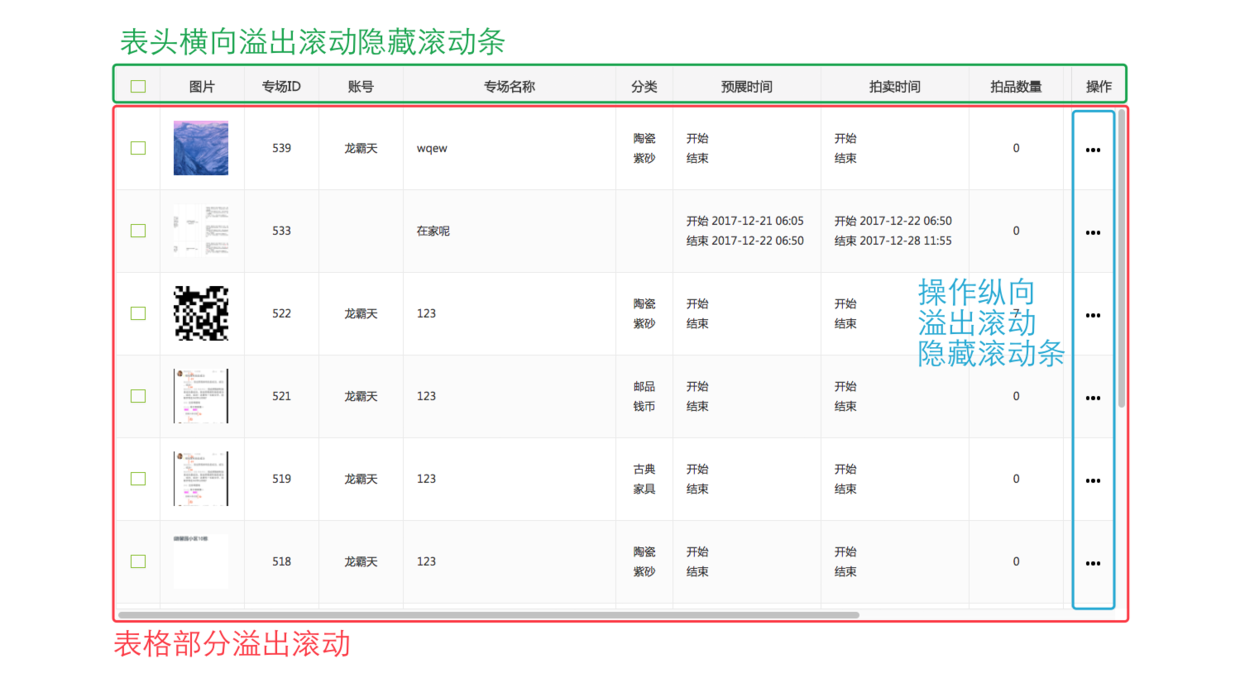 表头横向溢出滚动隐藏滚动条
图片 专场ID 账号 专场名称 分类 预展时间 拍卖时间 拍品数量 操作
539 龙霸天 wqew 陶瓷 紫砂 开始 结束 开始 结束 0 •••
533 在家呢 开始 2017-12-21 06:05 结束 2017-12-22 06:50 开始 2017-12-22 06:50 结束 2017-12-28 11:55 0 •••
522 龙霸天 123 陶瓷 紫砂 开始 结束 开始 结束 7 •••
操作纵向
溢出滚动
隐藏滚动条
521 龙霸天 123 邮品 钱币 开始 结束 开始 结束 0 •••
519 龙霸天 123 古典 家具 开始 结束 开始 结束 0 •••
518 龙霸天 123 陶瓷 紫砂 开始 结束 开始 结束 0 •••
表格部分溢出滚动